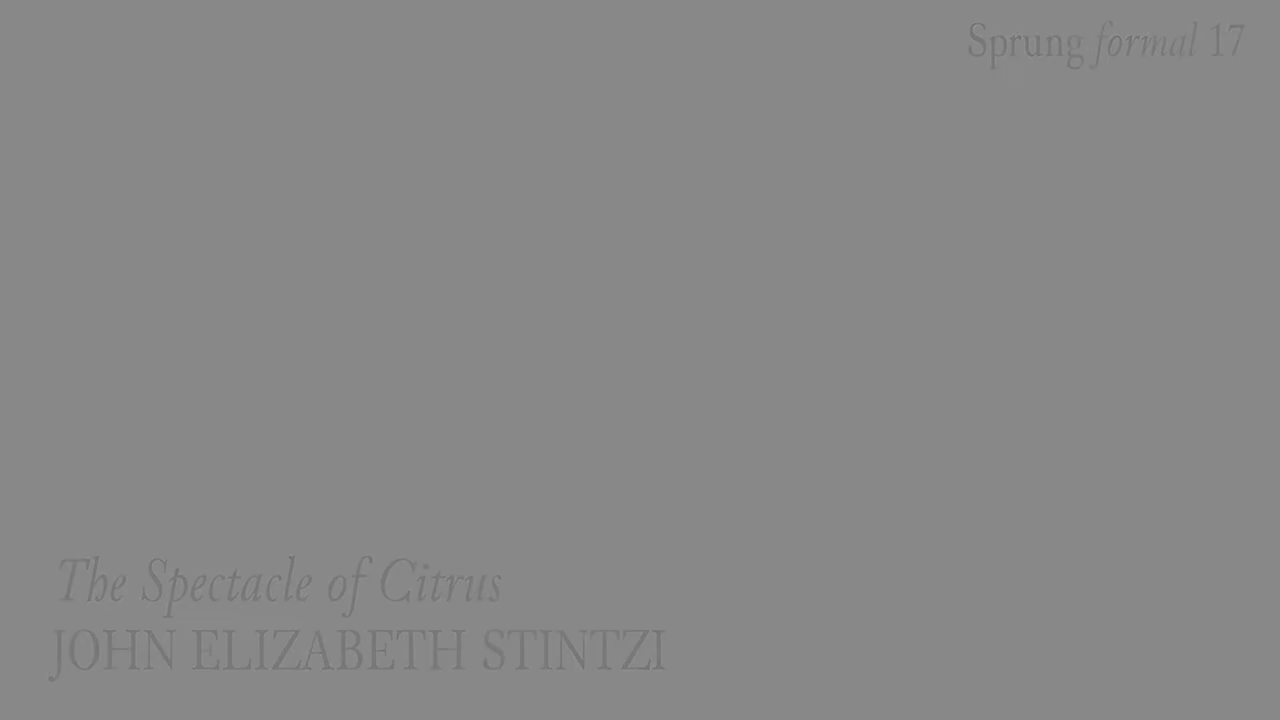 Sprung formal 17
The Spectacle of Citrus
JOHN ELIZABETH STINTZI